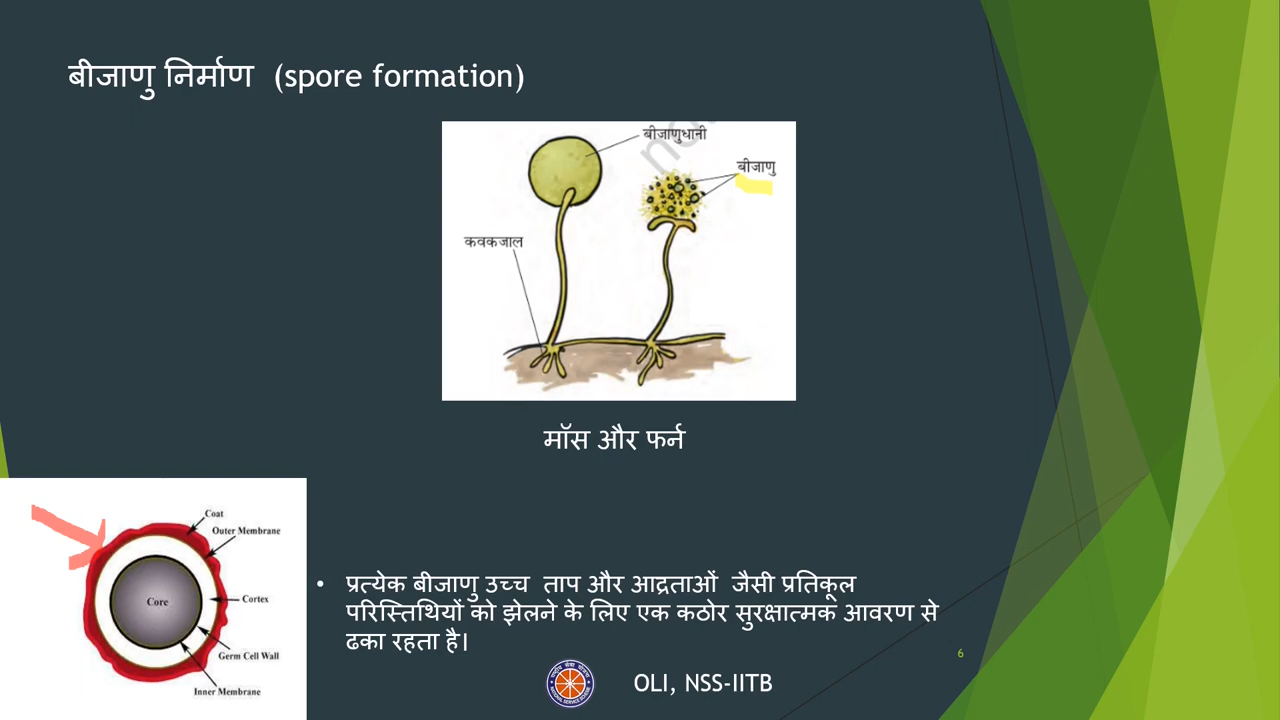 बीजाणु निर्माण (spore formation)
बीजाणुधानी
बीजाणु
कवकजाल
मॉस और फर्न
Coat
Outer Membrane
Core
Cortex
Germ Cell Wall
Inner Membrane
• प्रत्येक बीजाणु उच्च ताप और आद्रताओं जैसी प्रतिकूल
परिस्तिथियों को झेलने के लिए एक कठोर सुरक्षात्मक आवरण से
ढका रहता है।
6
OLI, NSS-IITB